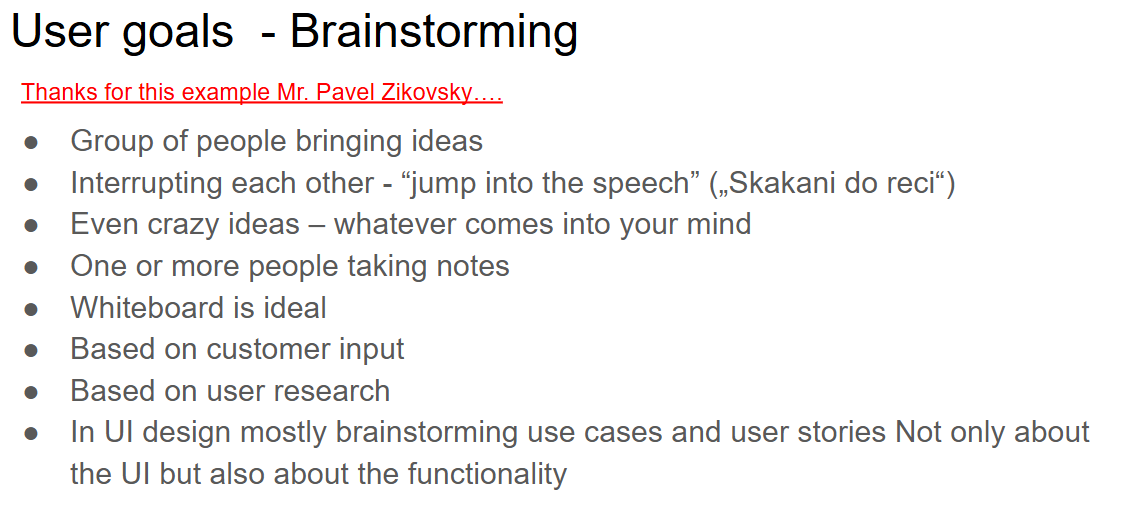 User goals  - Brainstorming
Thanks for this example Mr. Pavel Zikovsky….
● Group of people bringing ideas
● Interrupting each other - “jump into the speech” („Skakani do reci“)
● Even crazy ideas – whatever comes into your mind
● One or more people taking notes
● Whiteboard is ideal
● Based on customer input
● Based on user research
● In UI design mostly brainstorming use cases and user stories Not only about
the UI but also about the functionality